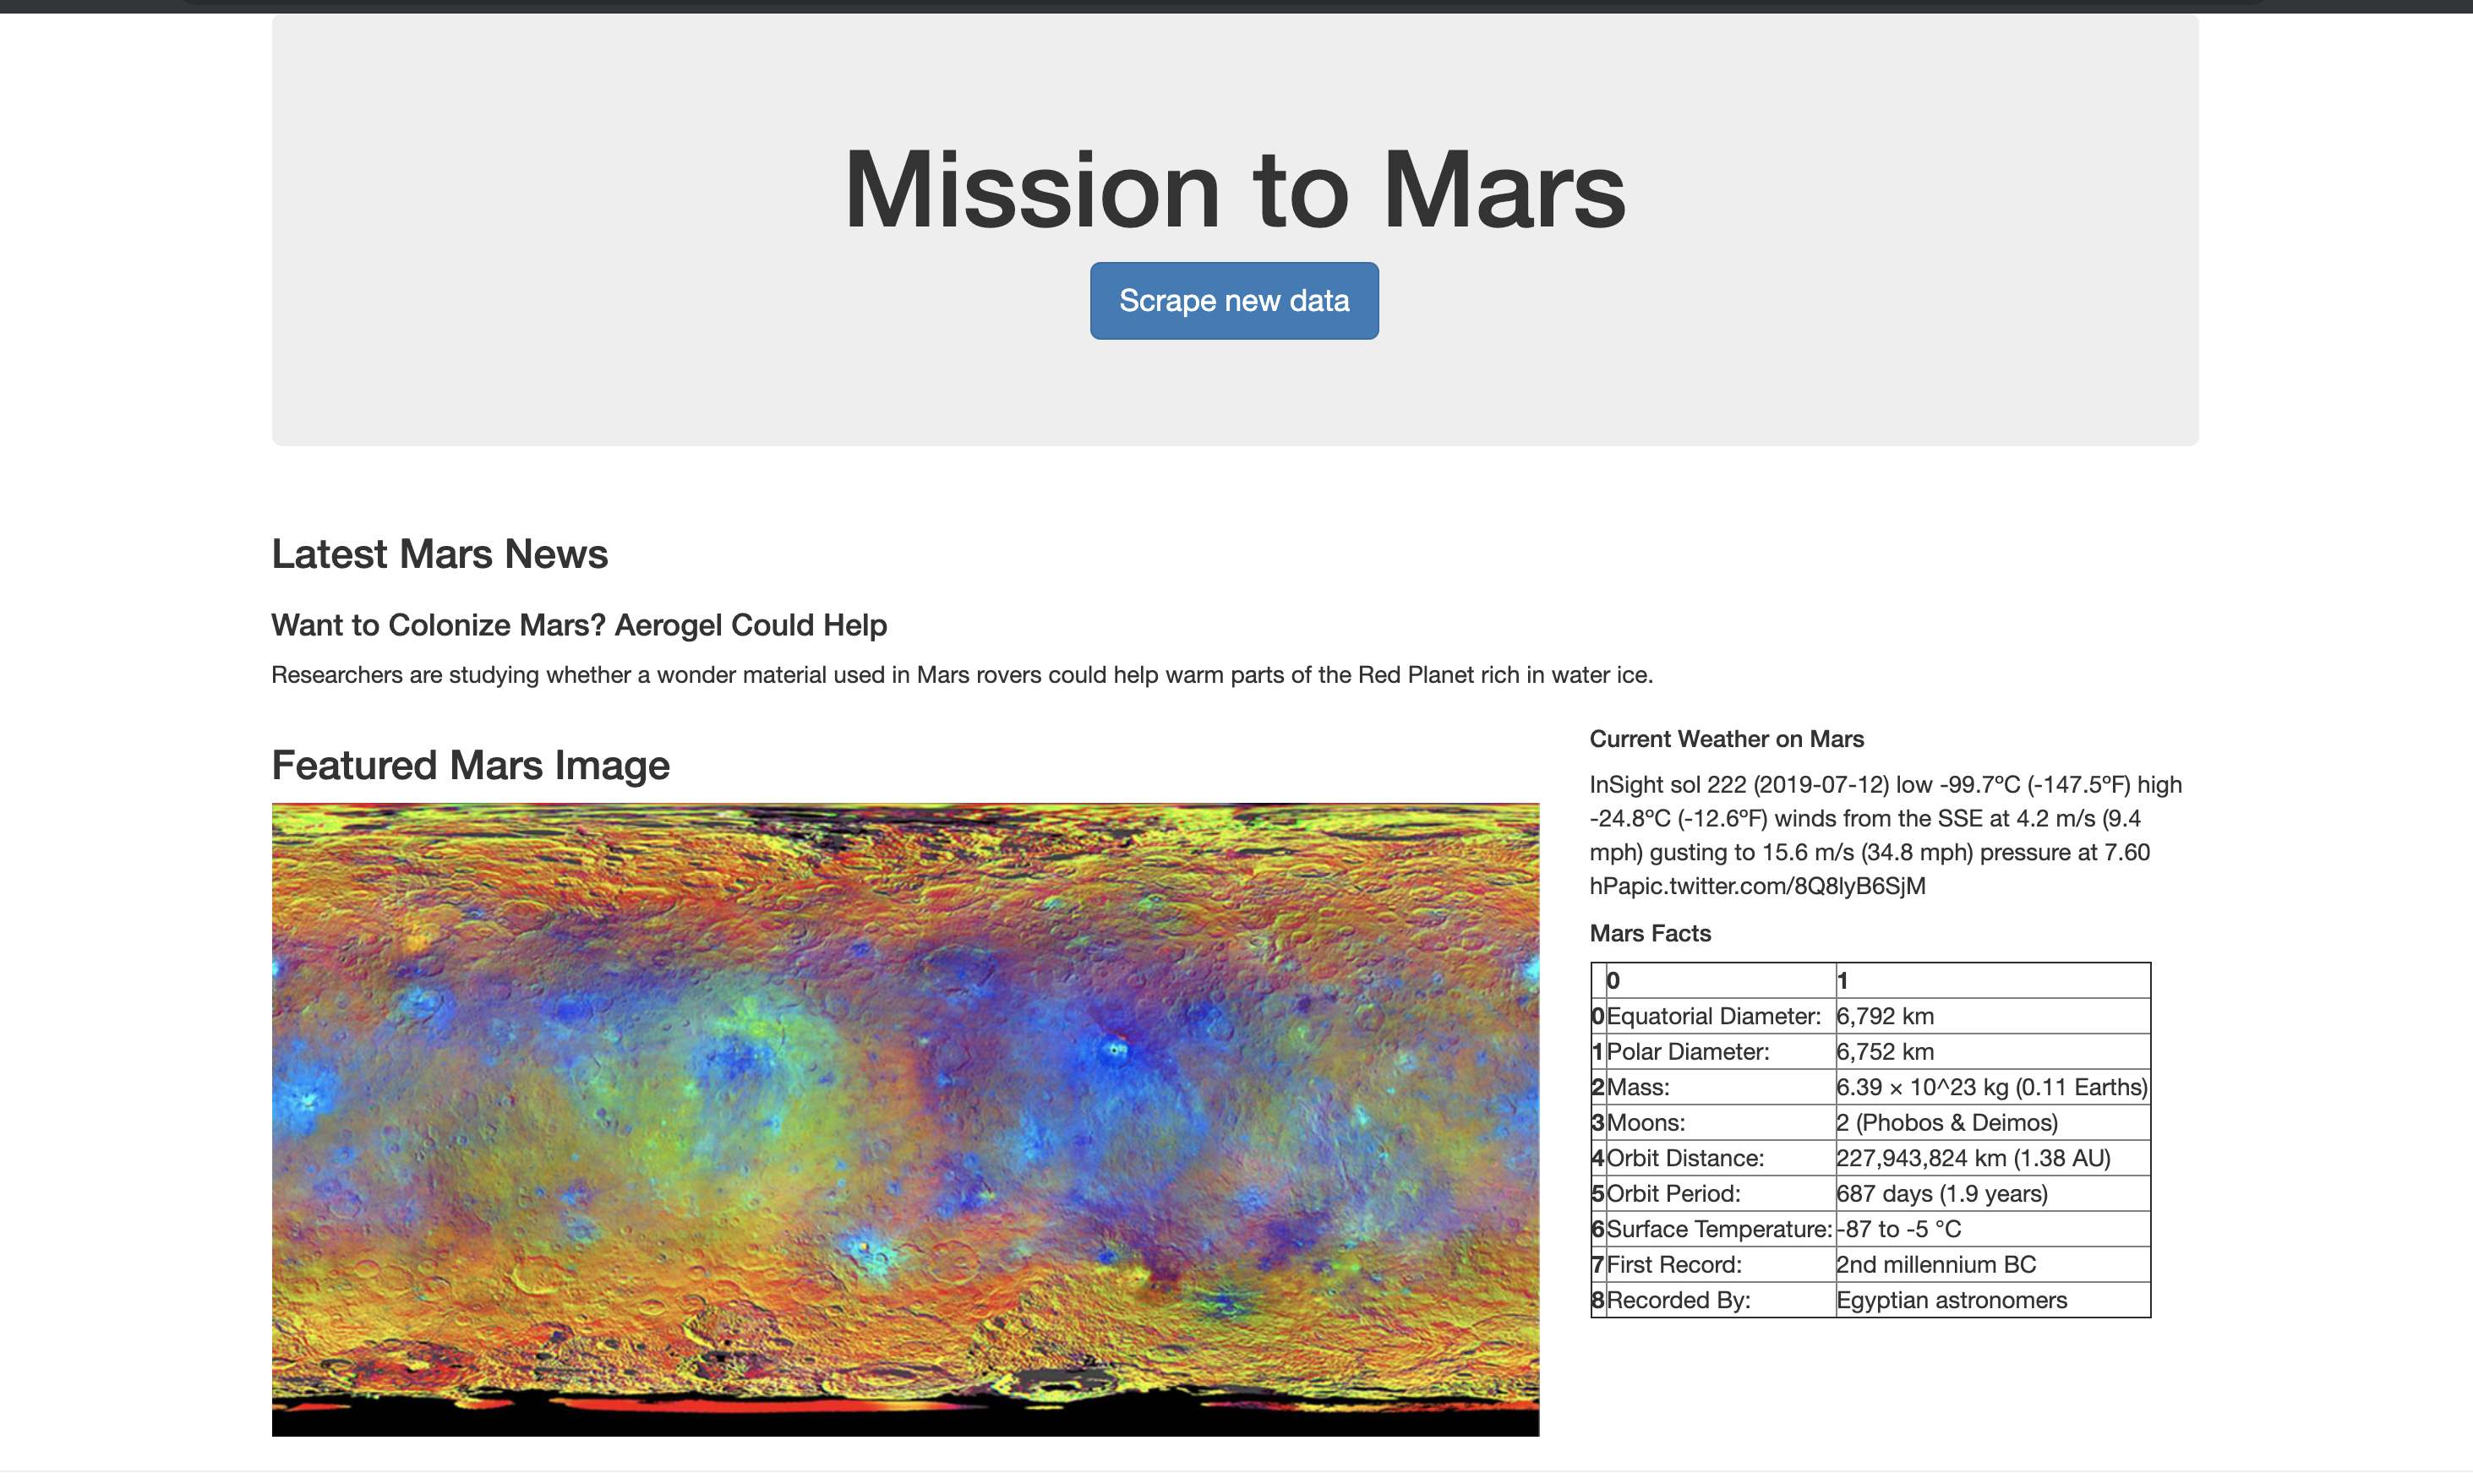 Mission to Mars
Scrape new data
Latest Mars News
Want to Colonize Mars? Aerogel Could Help
Researchers are studying whether a wonder material used in Mars rovers could help warm parts of the Red Planet rich in water ice.
Featured Mars Image
Current Weather on Mars
InSight sol 222 (2019-07-12) low -99.7ºC (-147.5ºF) high
-24.8ºC (-12.6ºF) winds from the SSE at 4.2 m/s (9.4
mph) gusting to 15.6 m/s (34.8 mph) pressure at 7.60
hPapic.twitter.com/8Q8lyB6SjM
Mars Facts
0 1
0 Equatorial Diameter: 6,792 km
1 Polar Diameter: 6,752 km
2 Mass: 6.39 × 10^23 kg (0.11 Earths)
3 Moons: 2 (Phobos & Deimos)
4 Orbit Distance: 227,943,824 km (1.38 AU)
5 Orbit Period: 687 days (1.9 years)
6 Surface Temperature: -87 to -5 °C
7 First Record: 2nd millennium BC
8 Recorded By: Egyptian astronomers